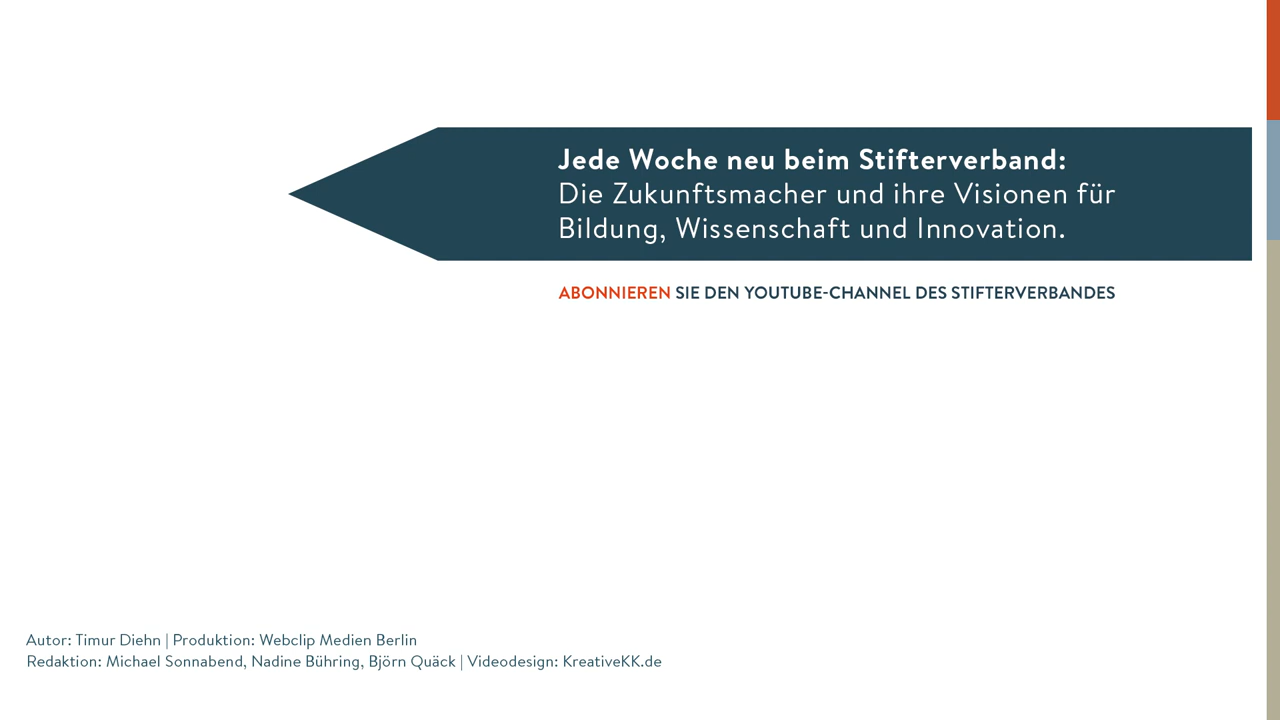 Jede Woche neu beim Stifterverband:
Die Zukunftsmacher und ihre Visionen für
Bildung, Wissenschaft und Innovation.
ABONNIEREN SIE DEN YOUTUBE-CHANNEL DES STIFTERVERBANDES
Autor: Timur Diehn | Produktion: Webclip Medien Berlin
Redaktion: Michael Sonnabend, Nadine Bühring, Björn Quäck | Videodesign: KreativeKK.de